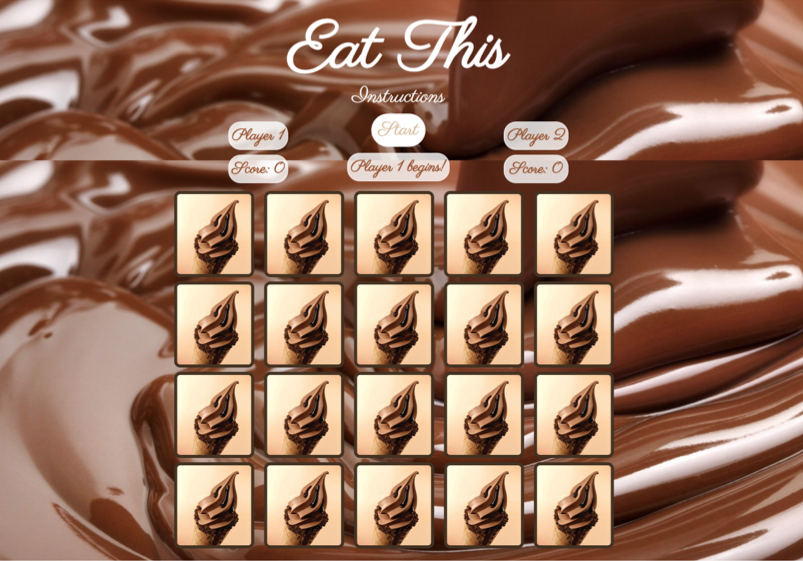 Eat This
Instructions
Player 1
Start
Player 2
Score: 0
Player 1 begins!
Score: 0